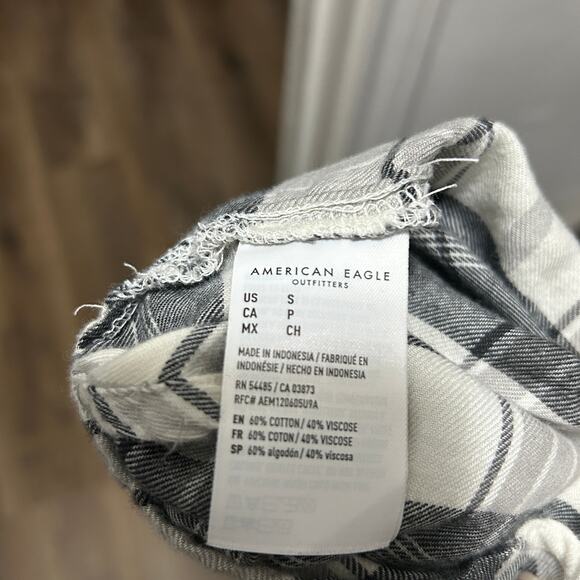 AMERICAN EAGLE
OUTFITTERS
US S
CA P
MX CH
MADE IN INDONESIA / FABRIQUÉ EN
INDONÉSIE / HECHO EN INDONESIA
RN 54485 / CA 03873
RFC# AEM120605U9A
EN 60% COTTON / 40% VISCOSE
FR 60% COTON / 40% VISCOSE
SP 60% algodón / 40% viscosa